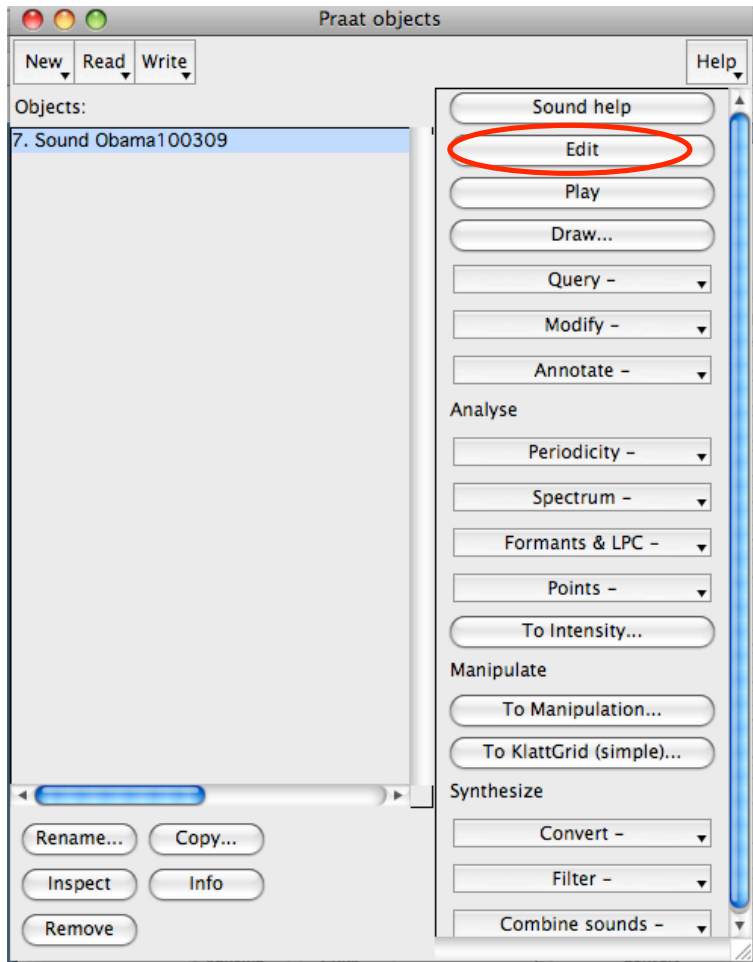 Praat objects
New Read Write Help
Objects:
7. Sound Obama100309
Sound help
Edit
Play
Draw...
Query –
Modify –
Annotate –
Analyse
Periodicity –
Spectrum –
Formants & LPC –
Points –
To Intensity...
Manipulate
To Manipulation...
To KlattGrid (simple)...
Synthesize
Convert –
Filter –
Combine sounds –
Rename... Copy...
Inspect Info
Remove